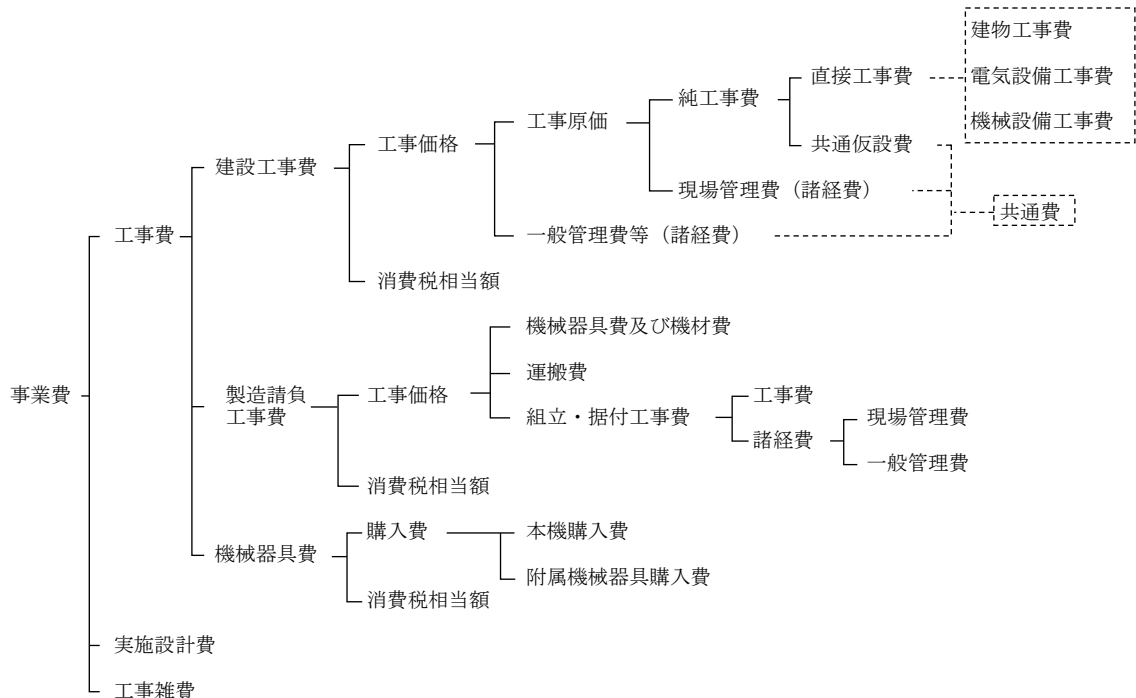 事業費
工事費
建設工事費
工事価格
工事原価
純工事費
直接工事費
建物工事費
電気設備工事費
機械設備工事費
共通仮設費
現場管理費(諸経費)
共通費
一般管理費等(諸経費)
消費税相当額
製造請負
工事費
工事価格
機械器具費及び機材費
運搬費
組立・据付工事費
工事費
諸経費
現場管理費
一般管理費
消費税相当額
機械器具費
購入費
本機購入費
附属機械器具購入費
消費税相当額
実施設計費
工事雑費